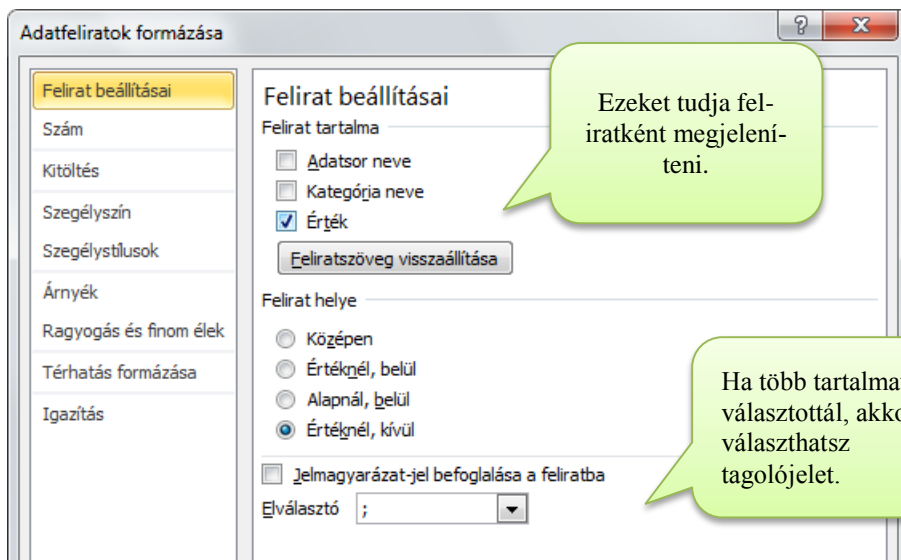 Adatfeliratok formázása
Felirat beállításai
Szám
Kitöltés
Szegélyszín
Szegélystílusok
Árnyék
Ragyogás és finom élek
Térhatás formázása
Igazítás
Felirat beállításai
Felirat tartalma
Adatsor neve
Kategória neve
Érték
Feliratszöveg visszaállítása
Felirat helye
Középen
Értéknél, belül
Alapnál, belül
Értéknél, kívül
Jelmagyarázat-jel befoglalása a feliratba
Elválasztó ;
Ezeket tudja fel-
iratként megjelení-
teni.
Ha több
választottál,
választhatsz
tagolójelet.